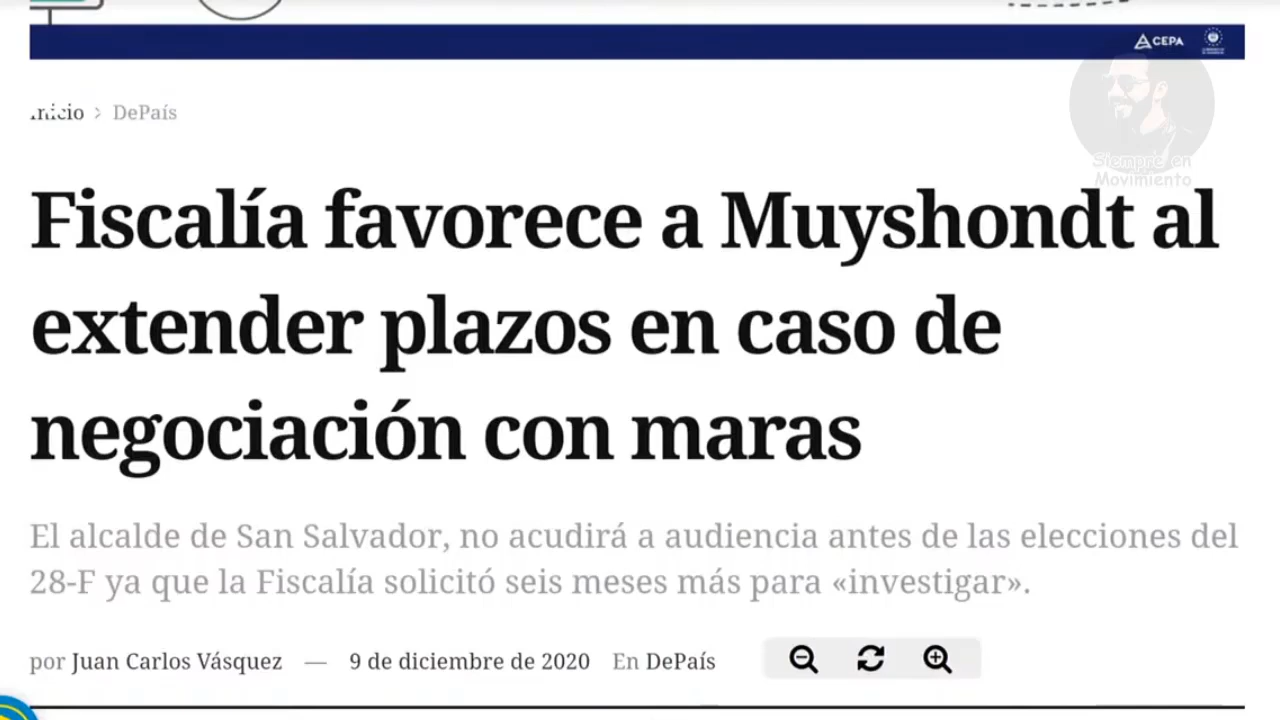 CEPA
Inicio > DePaís
Siempre en
Movimiento
Fiscalía favorece a Muyshondt al
extender plazos en caso de
negociación con maras
El alcalde de San Salvador, no acudirá a audiencia antes de las elecciones del
28-F ya que la Fiscalía solicitó seis meses más para «investigar».
por Juan Carlos Vásquez — 9 de diciembre de 2020 En DePaís